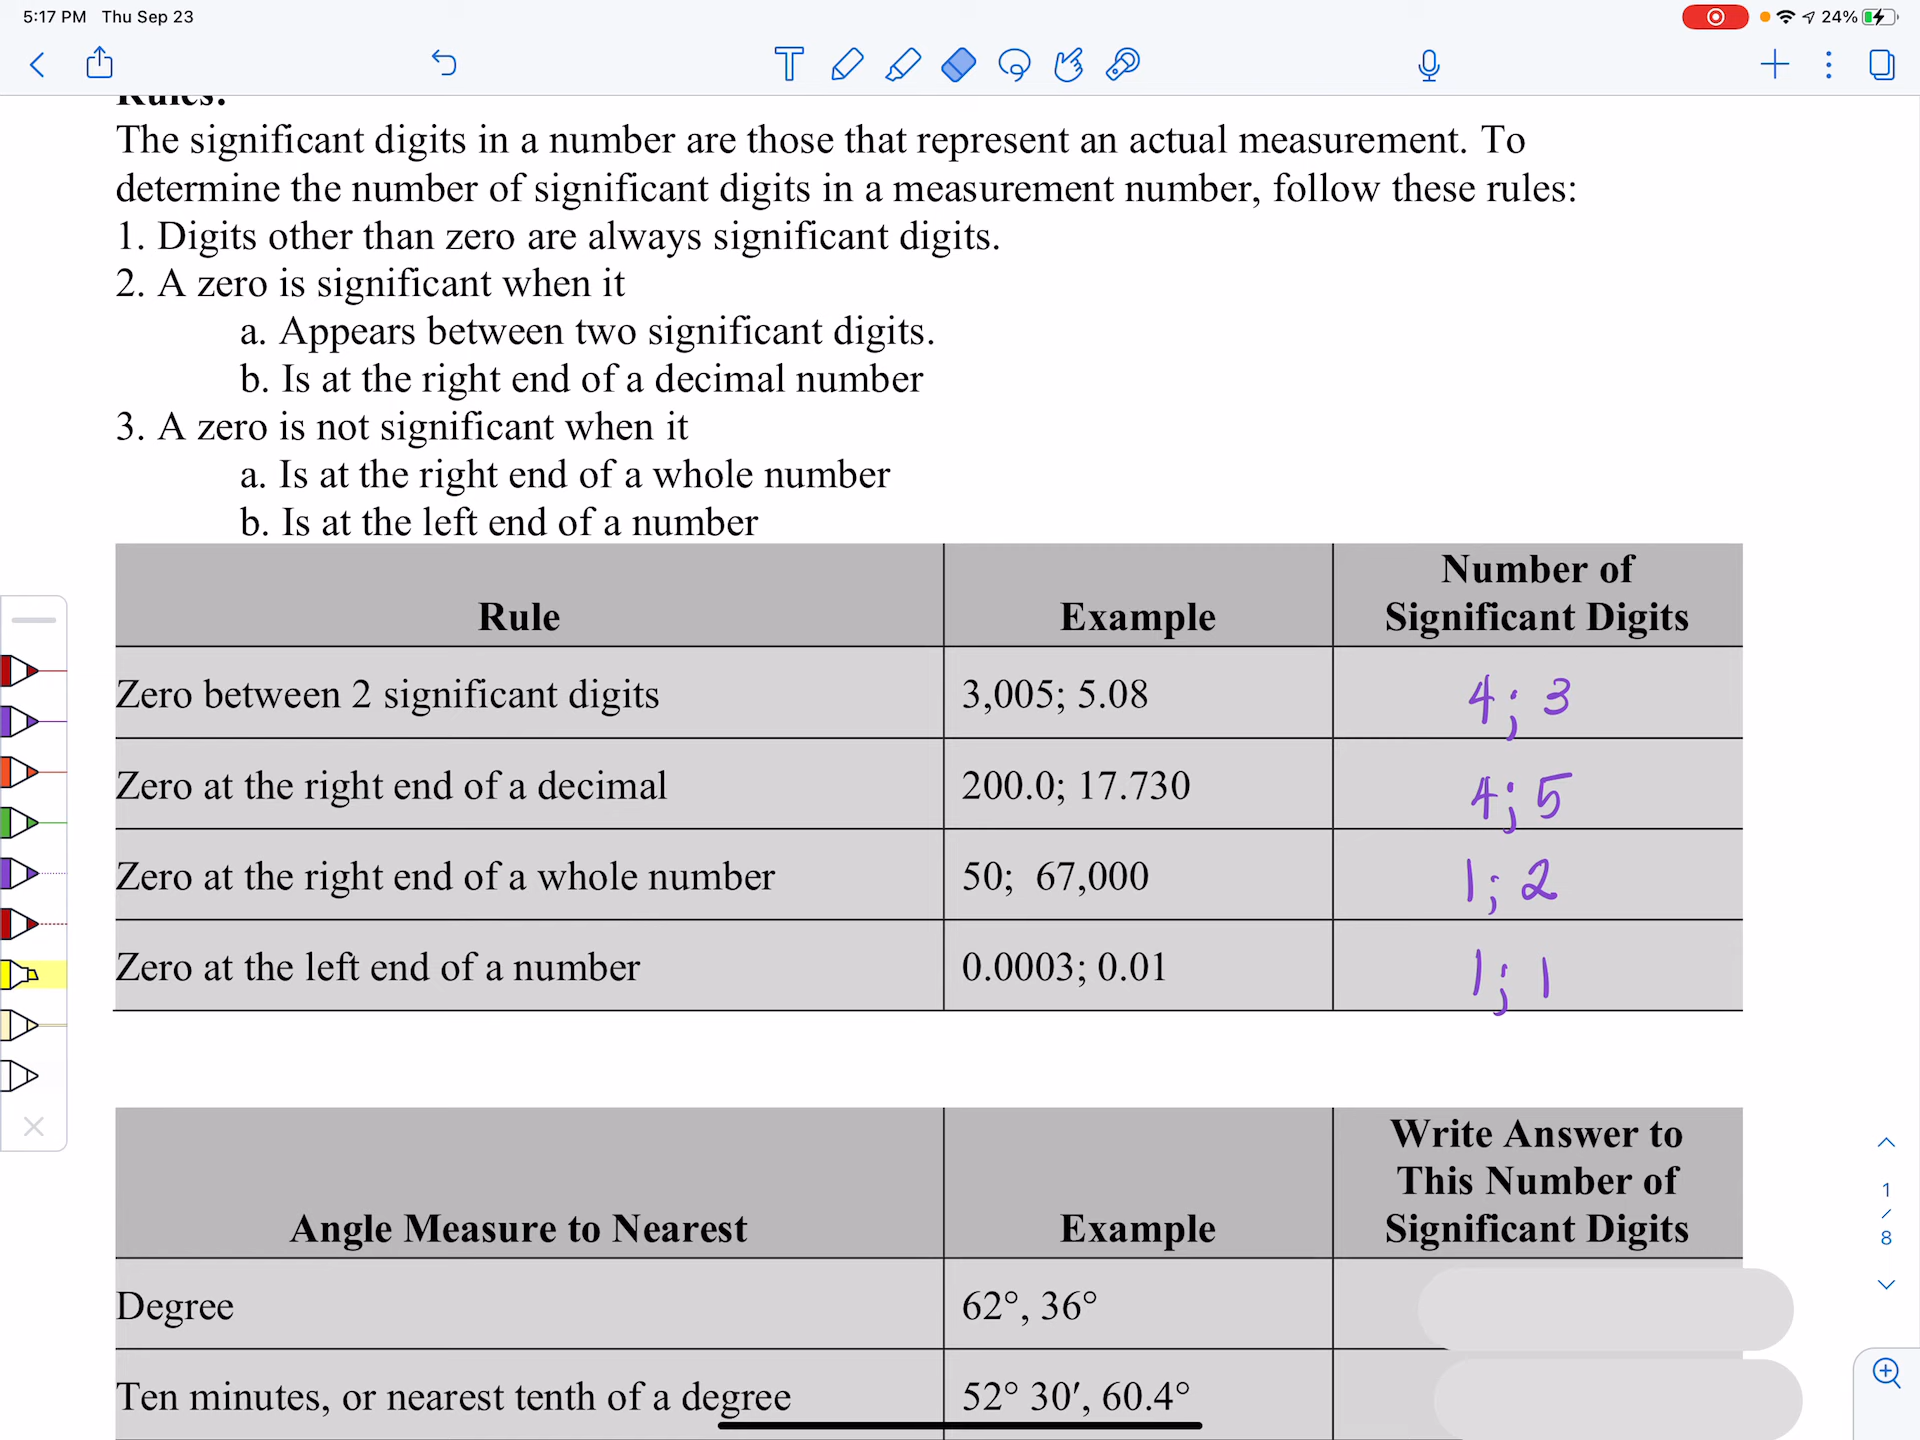 5:17 PM Thu Sep 23
24%
Rules:
The significant digits in a number are those that represent an actual measurement. To
determine the number of significant digits in a measurement number, follow these rules:
1. Digits other than zero are always significant digits.
2. A zero is significant when it
a. Appears between two significant digits.
b. Is at the right end of a decimal number
3. A zero is not significant when it
a. Is at the right end of a whole number
b. Is at the left end of a number
Rule Example Number of
Significant Digits
Zero between 2 significant digits 3,005; 5.08 4; 3
Zero at the right end of a decimal 200.0; 17.730 4; 5
Zero at the right end of a whole number 50; 67,000 1; 2
Zero at the left end of a number 0.0003; 0.01 1; 1
Angle Measure to Nearest Example Write Answer to
This Number of
Significant Digits
Degree 62°, 36°
Ten minutes, or nearest tenth of a degree 52° 30′, 60.4°
1
/
8